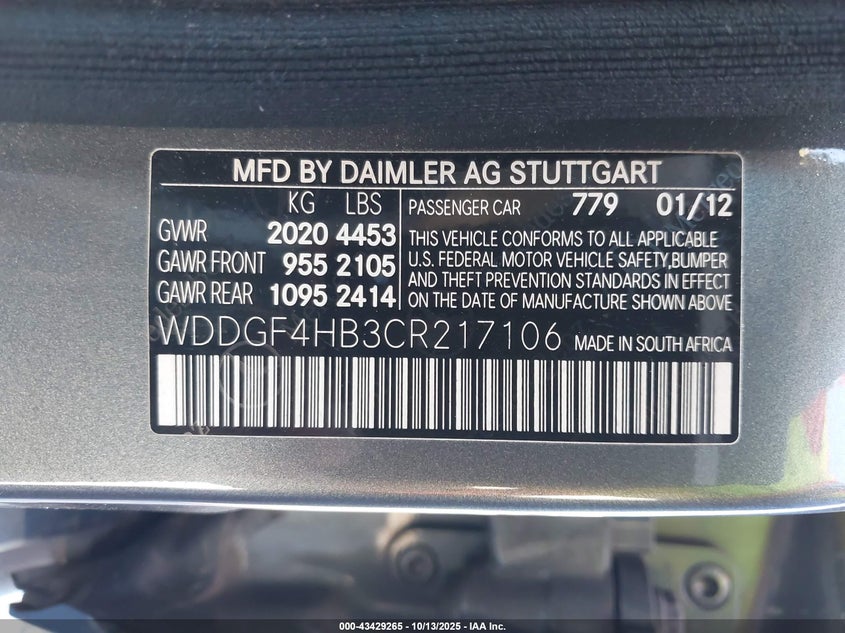 MFD BY DAIMLER AG STUTTGART
KG LBS
GVWR 2020 4453
GAWR FRONT 955 2105
GAWR REAR 1095 2414
PASSENGER CAR 779 01/12
THIS VEHICLE CONFORMS TO ALL APPLICABLE
U.S. FEDERAL MOTOR VEHICLE SAFETY,BUMPER
AND THEFT PREVENTION STANDARDS IN EFFECT
ON THE DATE OF MANUFACTURE SHOWN ABOVE
WDDGF4HB3CR217106 MADE IN SOUTH AFRICA
000-43429265 - 10/13/2025 - IAA Inc.